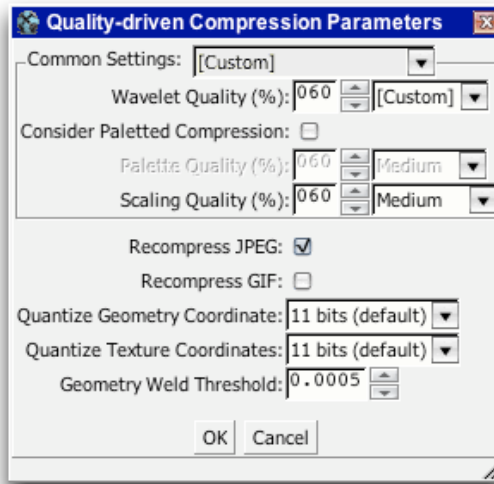 Quality-driven Compression Parameters
Common Settings: [Custom]
Wavelet Quality (%): 060 [Custom]
Consider Paletted Compression:
Palette Quality (%): 060 Medium
Scaling Quality (%): 060 Medium
Recompress JPEG:
Recompress GIF:
Quantize Geometry Coordinate: 11 bits (default)
Quantize Texture Coordinates: 11 bits (default)
Geometry Weld Threshold: 0.0005
OK Cancel